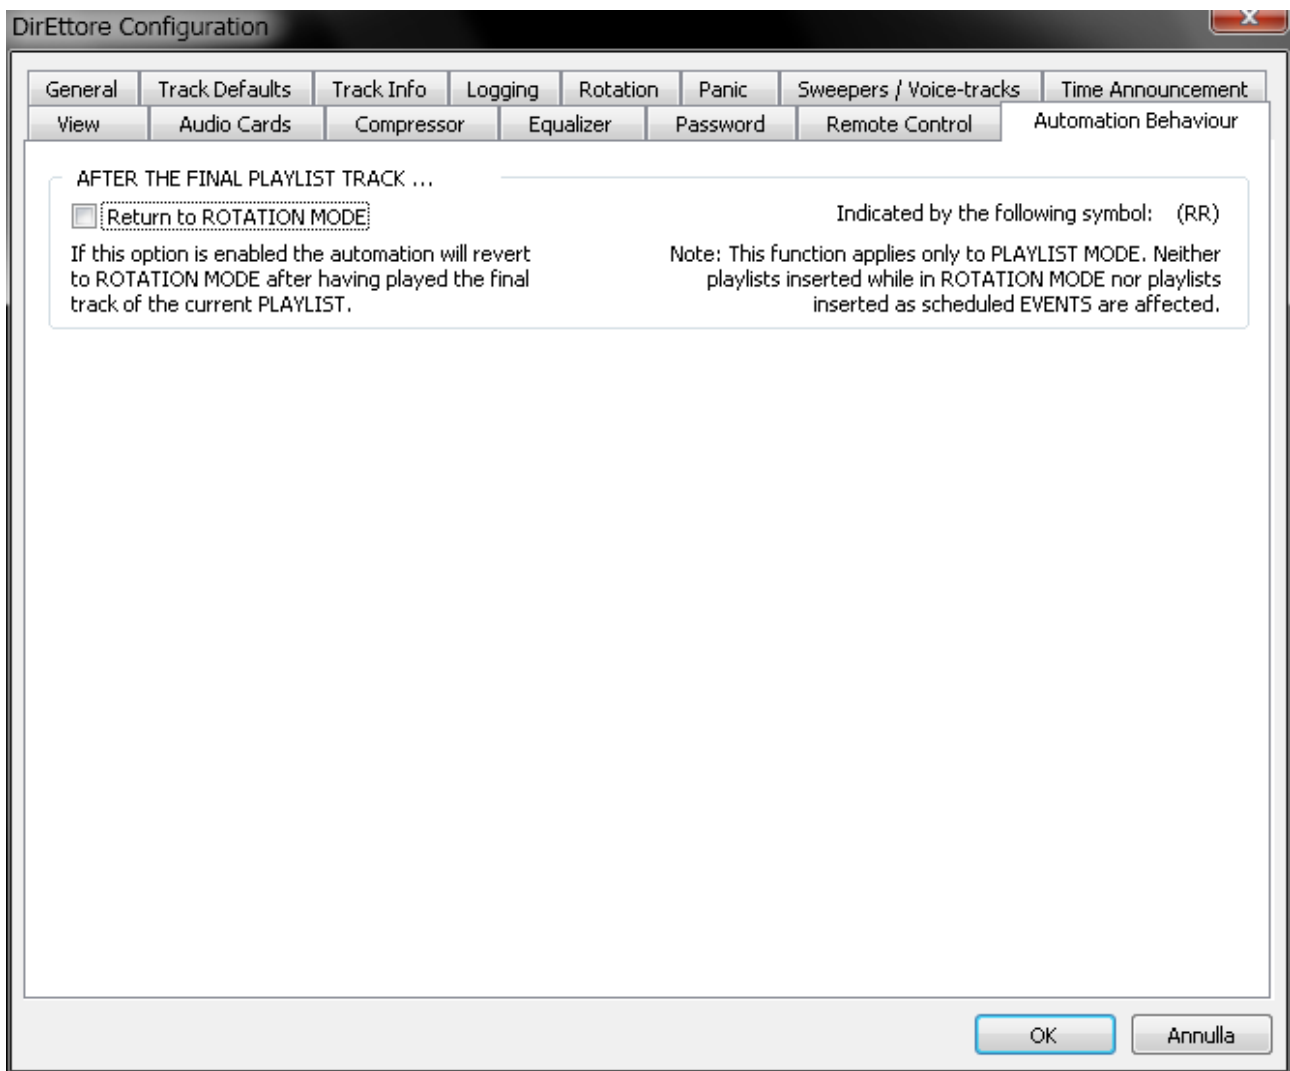 DirEttore Configuration
General Track Defaults Track Info Logging Rotation Panic Sweepers / Voice-tracks Time Announcement
View Audio Cards Compressor Equalizer Password Remote Control Automation Behaviour
AFTER THE FINAL PLAYLIST TRACK ...
Return to ROTATION MODE
If this option is enabled the automation will revert
to ROTATION MODE after having played the final
track of the current PLAYLIST.
Indicated by the following symbol: (RR)
Note: This function applies only to PLAYLIST MODE. Neither
playlists inserted while in ROTATION MODE nor playlists
inserted as scheduled EVENTS are affected.
OK Annulla